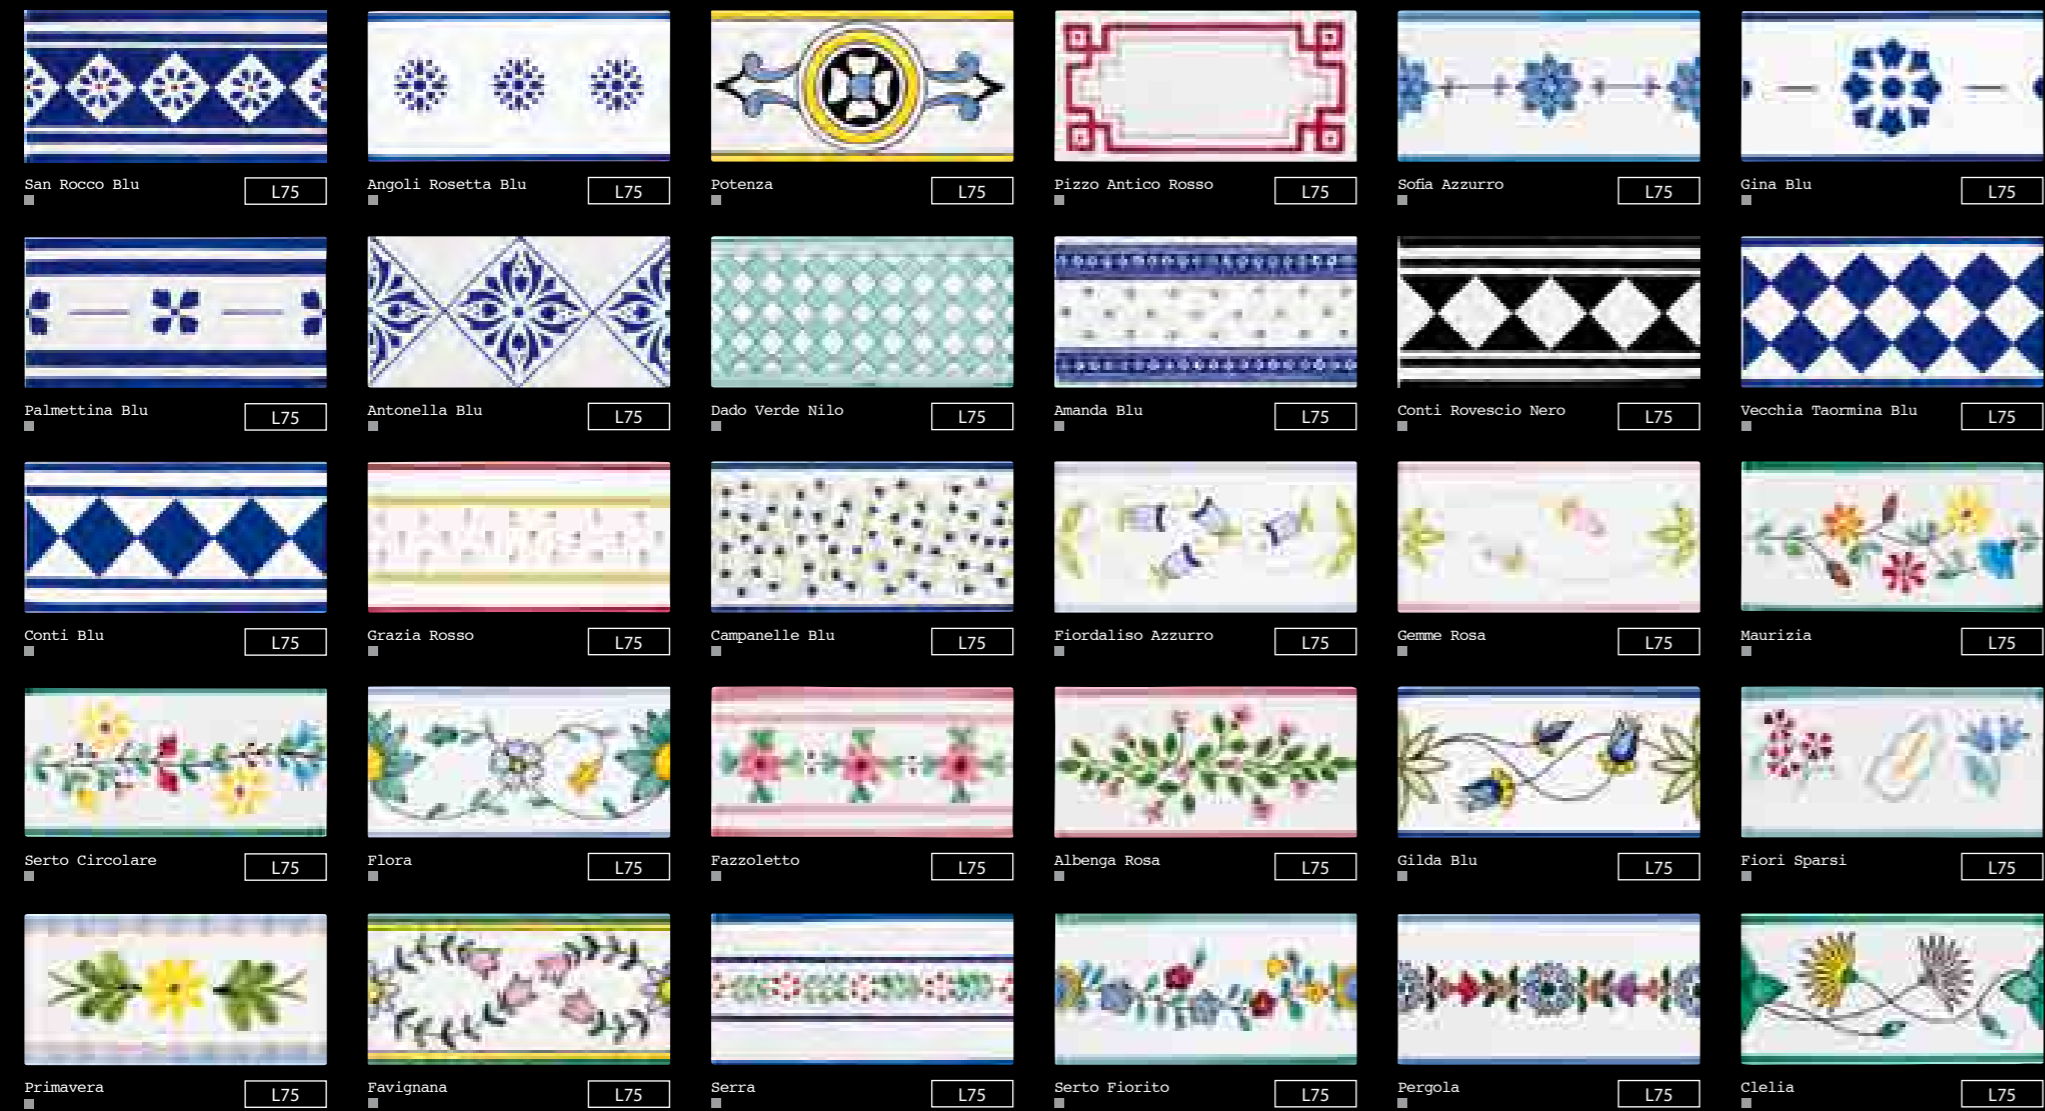 San Rocco Blu L75
Angoli Rosetta Blu L75
Potenza L75
Pizzo Antico Rosso L75
Sofia Azzurro L75
Gina Blu L75
Palmettina Blu L75
Antonella Blu L75
Dado Verde Nilo L75
Amanda Blu L75
Conti Rovescio Nero L75
Vecchia Taormina Blu L75
Conti Blu L75
Grazia Rosso L75
Campanelle Blu L75
Fiordaliso Azzurro L75
Gemme Rosa L75
Maurizia L75
Serto Circolare L75
Flora L75
Fazzoletto L75
Albenga Rosa L75
Gilda Blu L75
Fiori Sparsi L75
Primavera L75
Favignana L75
Serra L75
Serto Fiorito L75
Pergola L75
Clelia L75